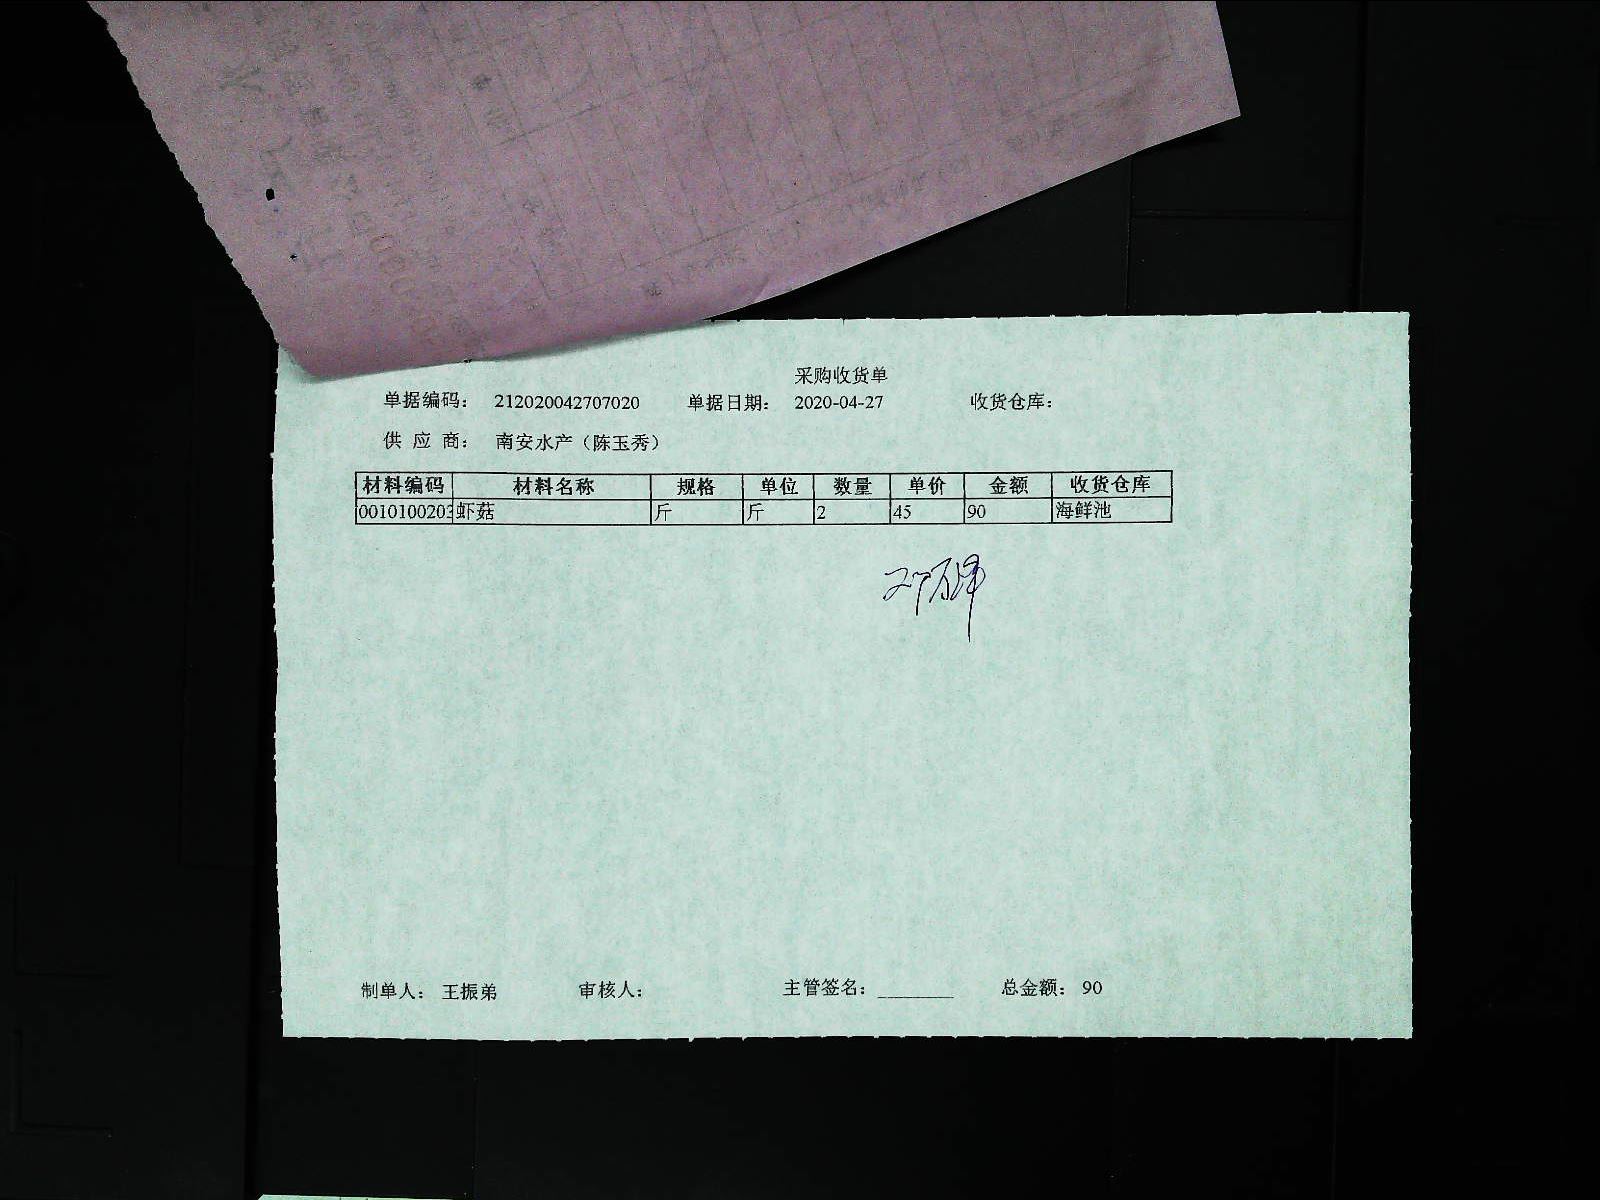 采购收货单
单据编码： 212020042707020 单据日期： 2020-04-27 收货仓库：
供 应 商： 南安水产（陈玉秀）
材料编码 材料名称 规格 单位 数量 单价 金额 收货仓库
0010100203 虾菇 斤 斤 2 45 90 海鲜池
制单人： 王振弟 审核人： 主管签名：________ 总金额： 90